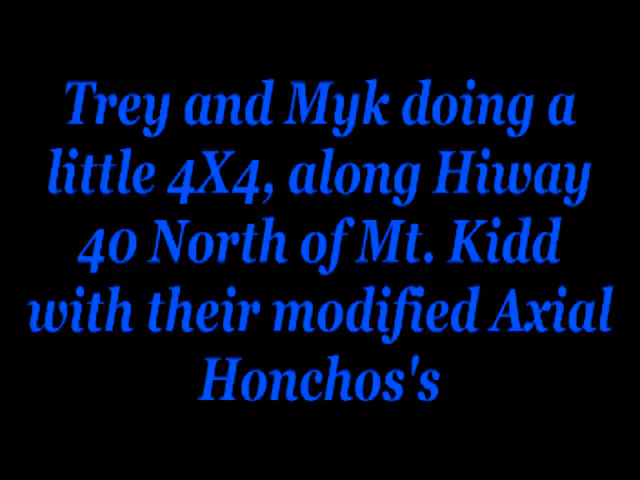 Trey and Myk doing a
little 4X4, along Hiway
40 North of Mt. Kidd
with their modified Axial
Honchos's